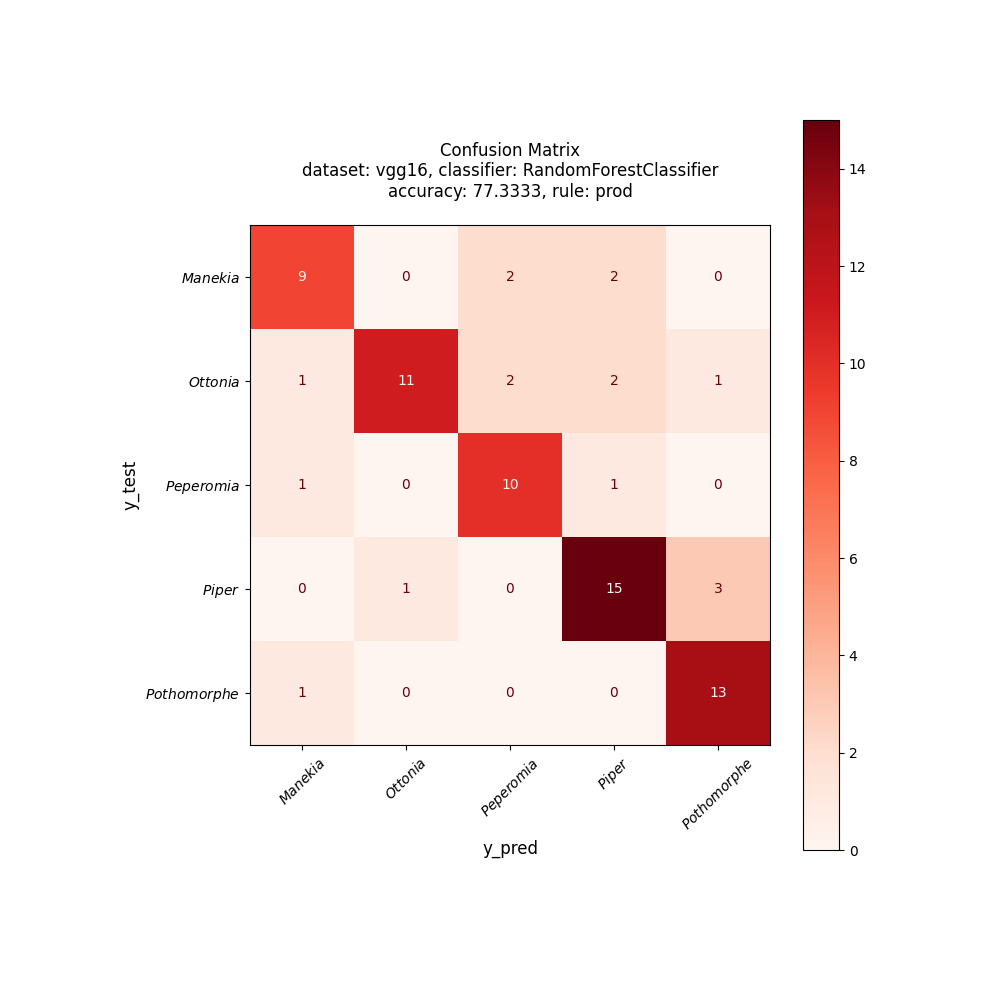 Confusion Matrix
dataset: vgg16, classifier: RandomForestClassifier
accuracy: 77.3333, rule: prod
y_test
Manekia 9 0 2 2 0
Ottonia 1 11 2 2 1
Peperomia 1 0 10 1 0
Piper 0 1 0 15 3
Pothomorphe 1 0 0 0 13
Manekia Ottonia Peperomia Piper Pothomorphe
y_pred
14
12
10
8
6
4
2
0